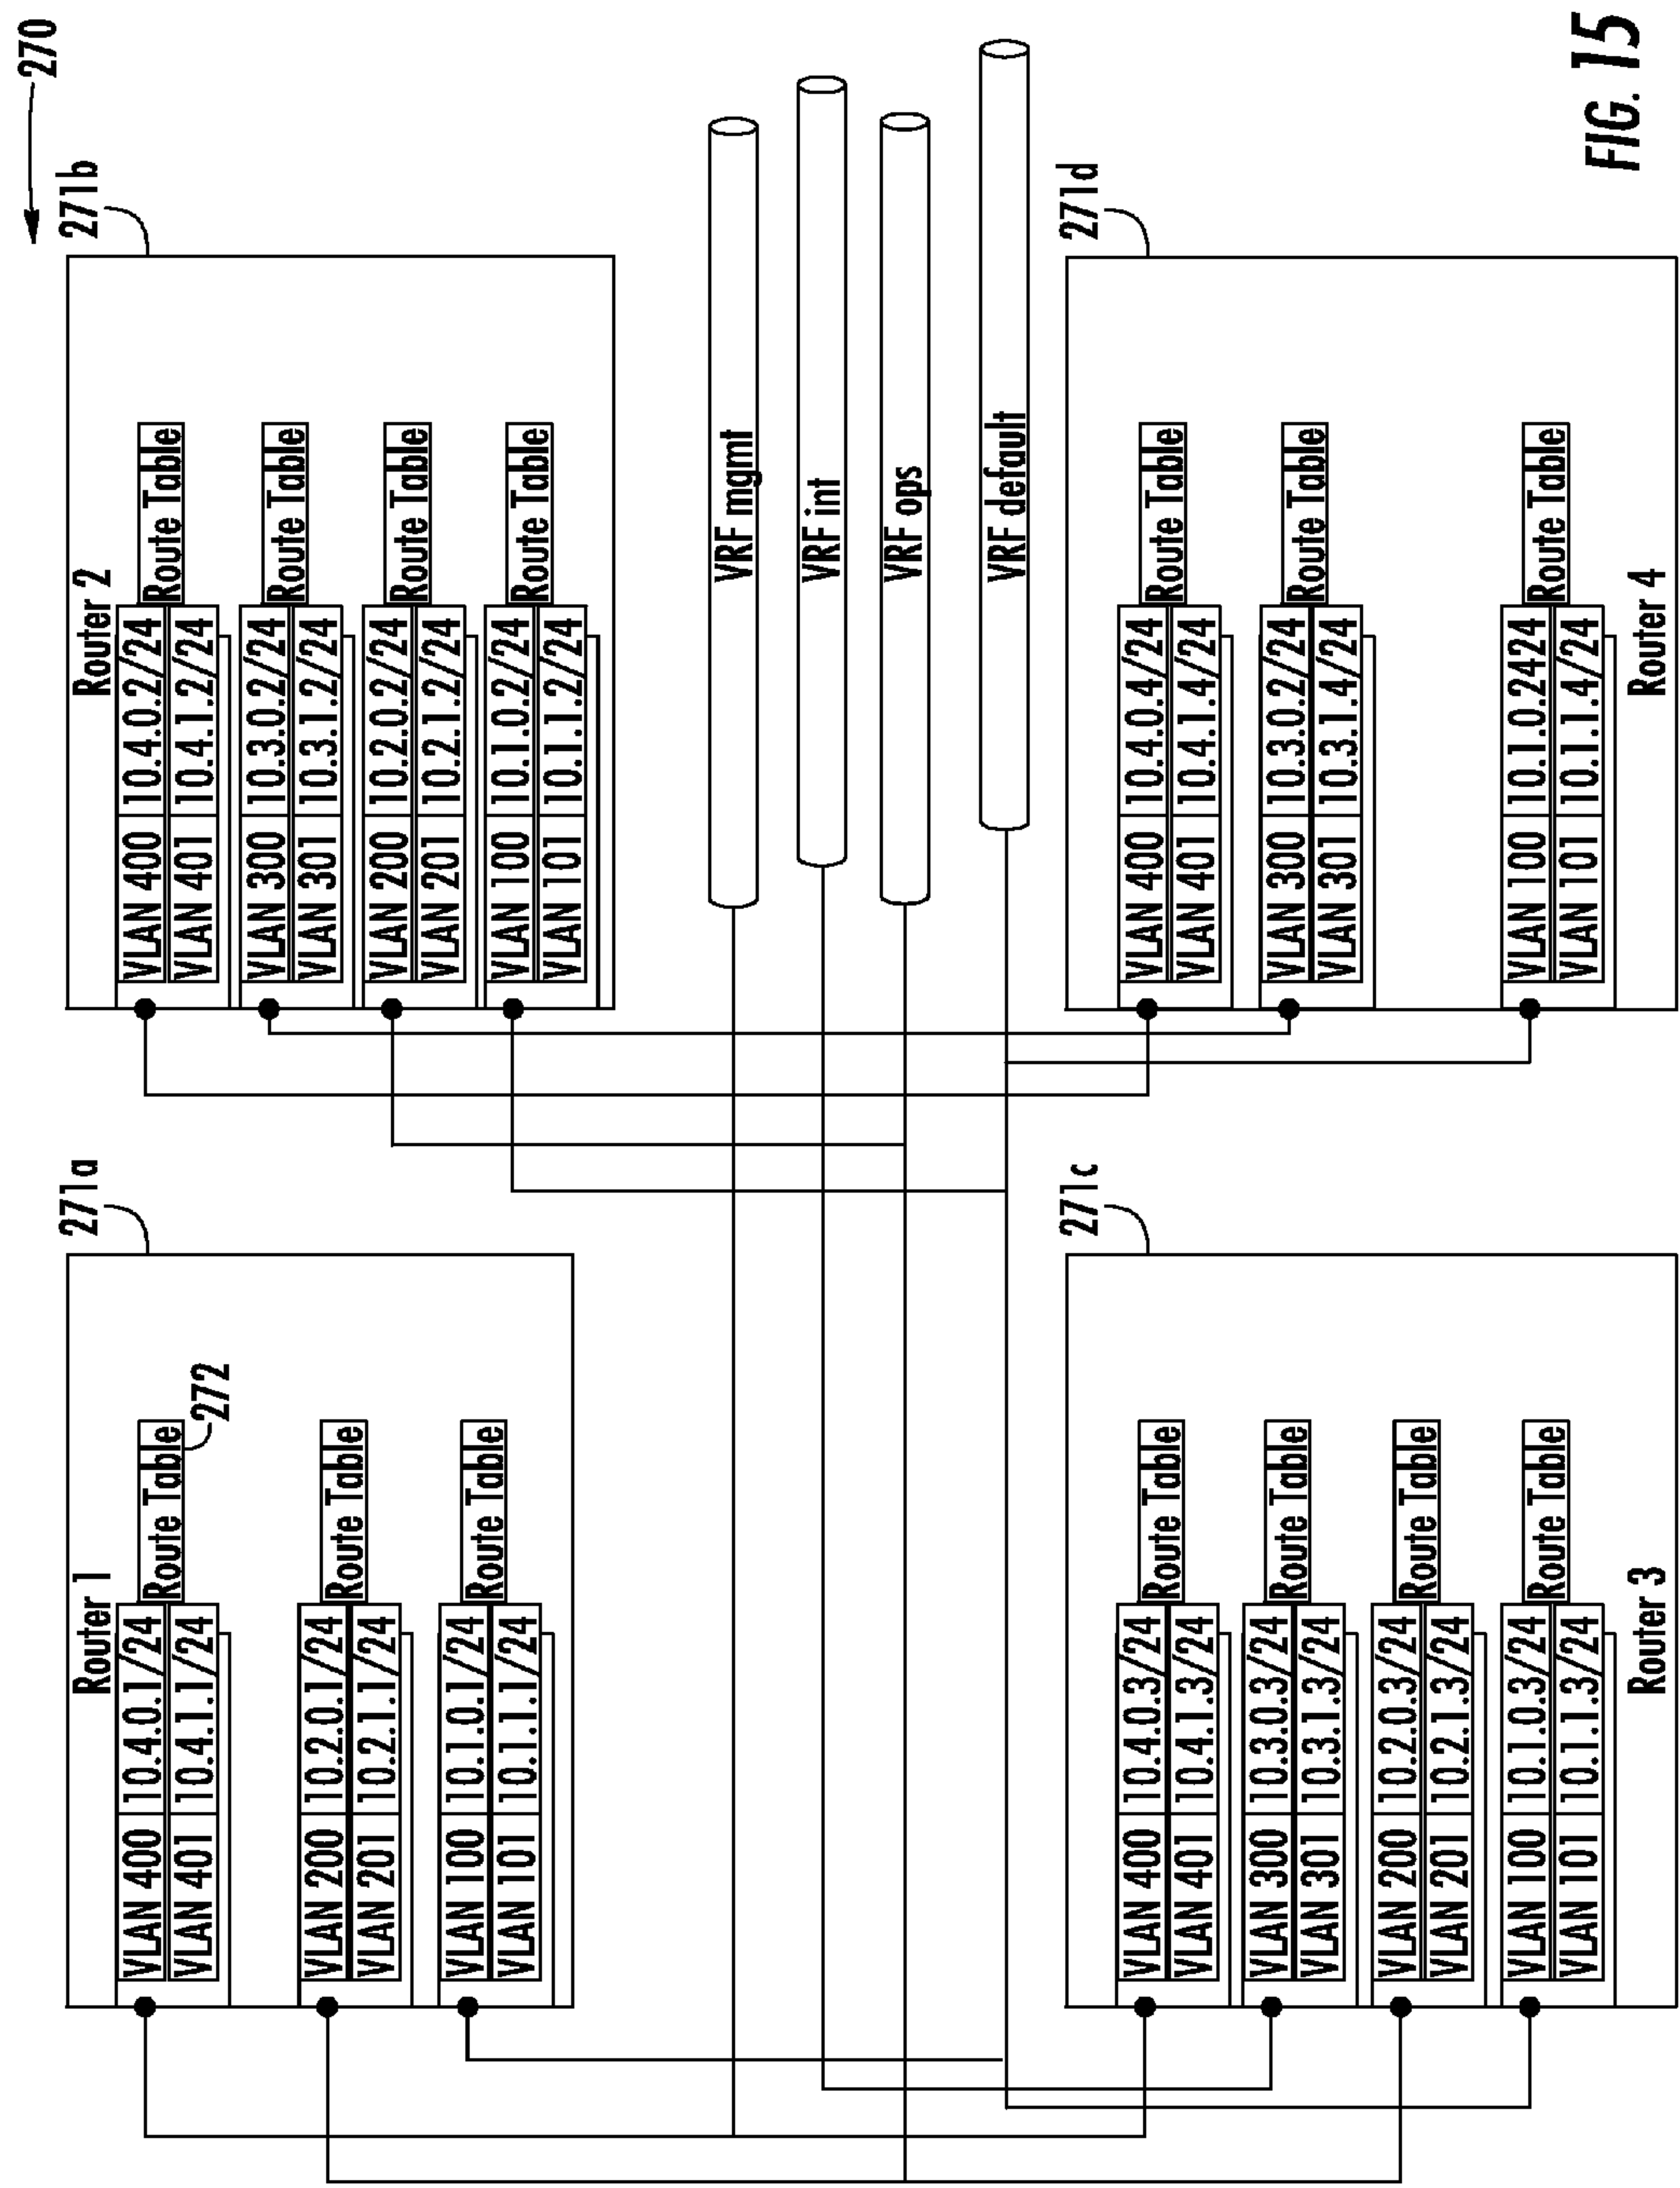 270
271a
Router 1
VLAN 400 10.4.0.1/24 Route Table
VLAN 401 10.4.1.1/24
272
VLAN 200 10.2.0.1/24 Route Table
VLAN 201 10.2.1.1/24
VLAN 100 10.1.0.1/24 Route Table
VLAN 101 10.1.1.1/24
271b
Router 2
VLAN 400 10.4.0.2/24 Route Table
VLAN 401 10.4.1.2/24
VLAN 300 10.3.0.2/24 Route Table
VLAN 301 10.3.1.2/24
VLAN 200 10.2.0.2/24 Route Table
VLAN 201 10.2.1.2/24
VLAN 100 10.1.0.2/24 Route Table
VLAN 101 10.1.1.2/24
VRF mgmt
VRF int
VRF ops
VRF default
271c
VLAN 400 10.4.0.3/24 Route Table
VLAN 401 10.4.1.3/24
VLAN 300 10.3.0.3/24 Route Table
VLAN 301 10.3.1.3/24
VLAN 200 10.2.0.3/24 Route Table
VLAN 201 10.2.1.3/24
VLAN 100 10.1.0.3/24 Route Table
VLAN 101 10.1.1.3/24
Router 3
271d
VLAN 400 10.4.0.4/24 Route Table
VLAN 401 10.4.1.4/24
VLAN 300 10.3.0.2/24 Route Table
VLAN 301 10.3.1.4/24
VLAN 100 10.1.0.2424 Route Table
VLAN 101 10.1.1.4/24
Router 4
FIG. 15